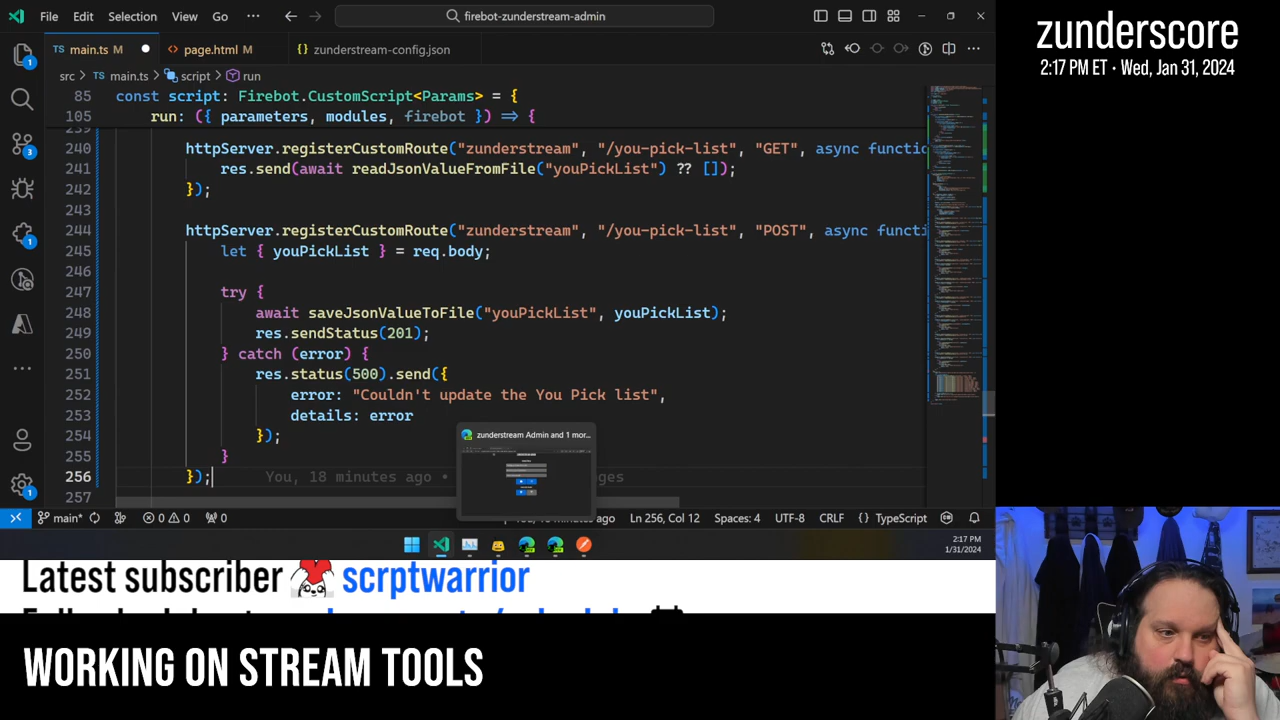 File Edit Selection View Go ··· firebot-zunderstream-admin
main.ts M page.html M zunderstream-config.json
src > main.ts > script > run
85 const script: Firebot.CustomScript<Params> = {
105 run: ({ parameters, modules, firebot }) => {
240 httpServer.registerCustomRoute("zunderstream", "/you-pick-list", "GET", async functi
241 res.send(await readJsonValueFromFile("youPickList") ?? []);
242 });
243
244 httpServer.registerCustomRoute("zunderstream", "/you-pick-list", "POST", async functi
245 let { youPickList } = req.body;
246
247 try {
248 await saveJsonValueToFile("youPickList", youPickList);
249 res.sendStatus(201);
250 } catch (error) {
251 res.status(500).send({
252 error: "Couldn't update the You Pick list",
253 details: error
254 });
255 }
256 }); You, 18 minutes ago •
257
zunderstream Admin and 1 mor...
main* 0 0 0 Ln 256, Col 12 Spaces: 4 UTF-8 CRLF TypeScript
2:17 PM
1/31/2024
zunderscore
2:17 PM ET • Wed, Jan 31, 2024
Latest subscriber scrptwarrior
WORKING ON STREAM TOOLS